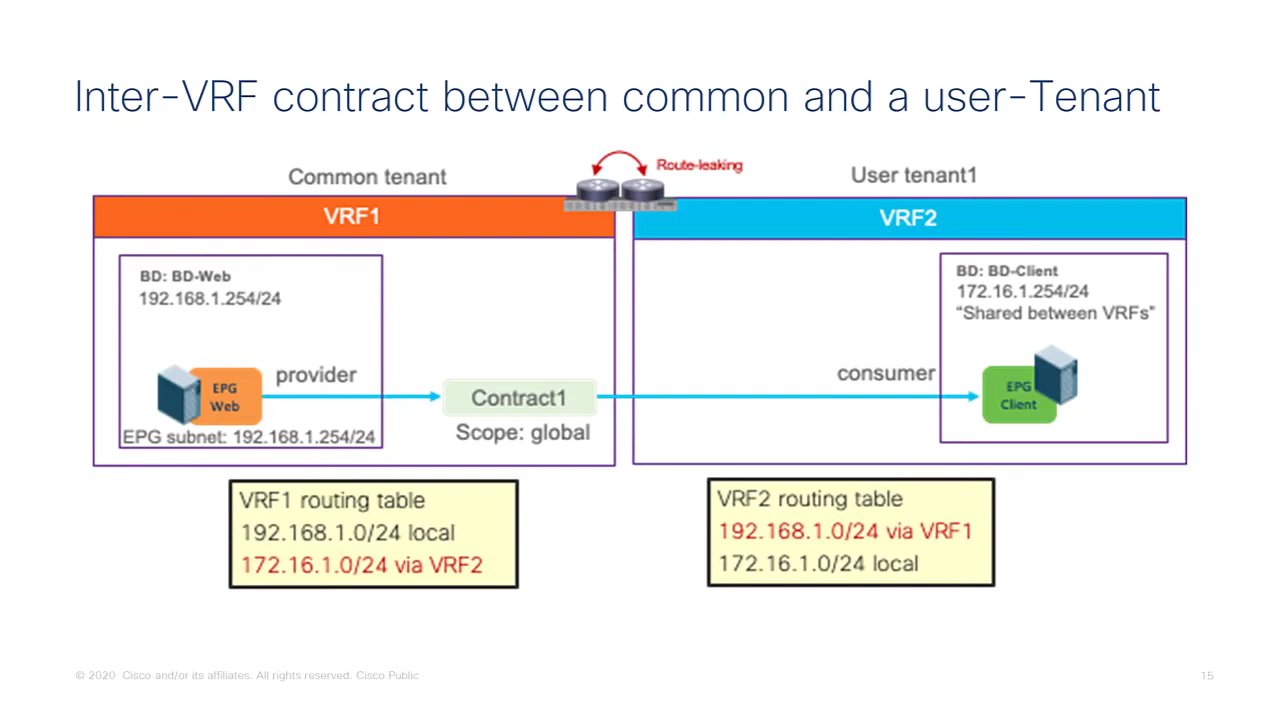 Inter-VRF contract between common and a user-Tenant
Route-leaking
Common tenant
User tenant1
VRF1
VRF2
BD: BD-Web
192.168.1.254/24
BD: BD-Client
172.16.1.254/24
“Shared between VRFs”
EPG
Web
provider
Contract1
Scope: global
consumer
EPG
Client
EPG subnet: 192.168.1.254/24
VRF1 routing table
192.168.1.0/24 local
172.16.1.0/24 via VRF2
VRF2 routing table
192.168.1.0/24 via VRF1
172.16.1.0/24 local
© 2020 Cisco and/or its affiliates. All rights reserved. Cisco Public
15